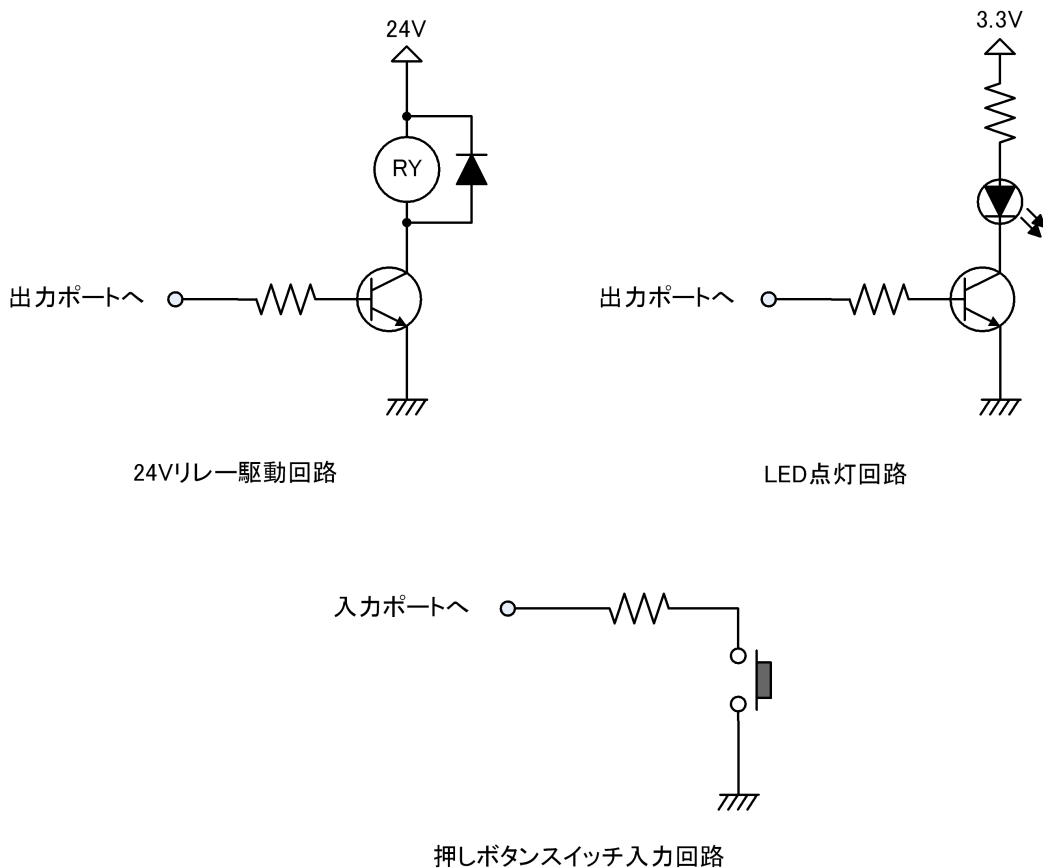 24V
3.3V
RY
出力ポートへ
出力ポートへ
24Vリレー駆動回路
LED点灯回路
入力ポートへ
押しボタンスイッチ入力回路